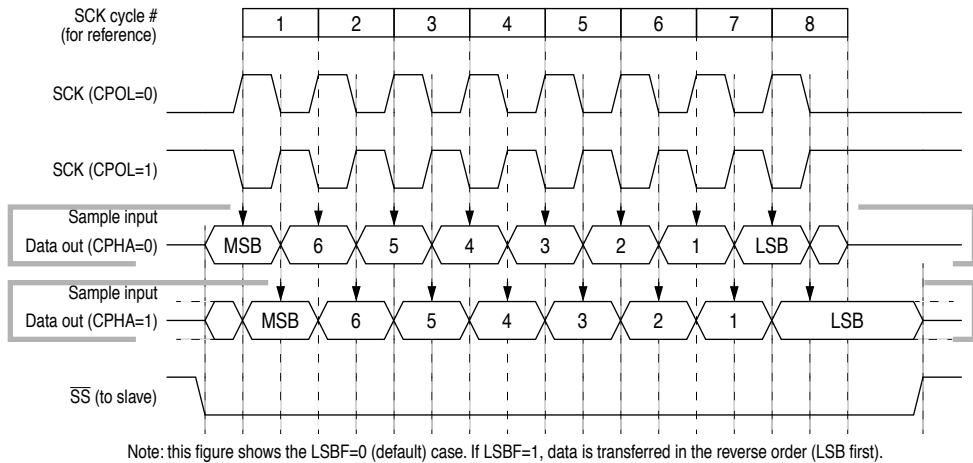 SCK cycle #
(for reference)
1 2 3 4 5 6 7 8
SCK (CPOL=0)
SCK (CPOL=1)
Sample input
Data out (CPHA=0)
MSB 6 5 4 3 2 1 LSB
Sample input
Data out (CPHA=1)
MSB 6 5 4 3 2 1 LSB
S̅S̅ (to slave)
Note: this figure shows the LSBF=0 (default) case. If LSBF=1, data is transferred in the reverse order (LSB first).